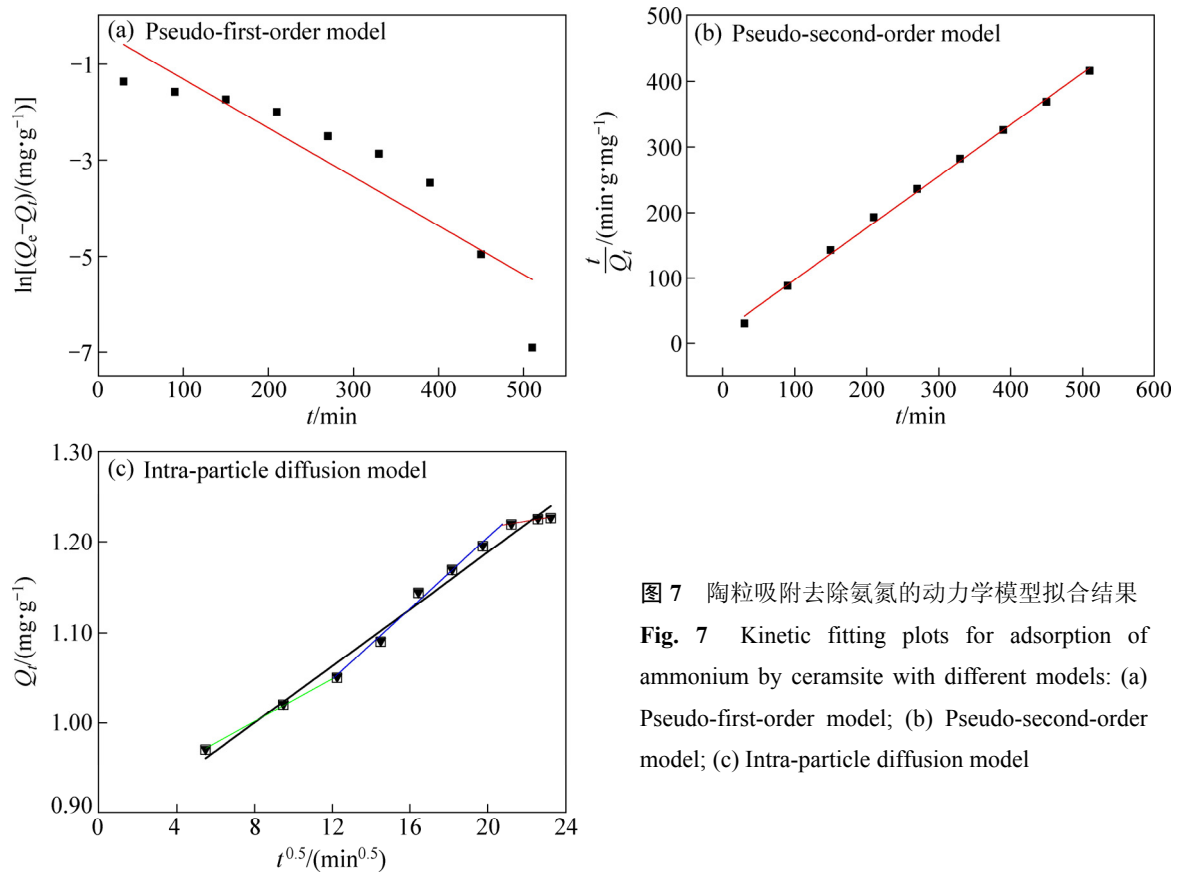 (a) Pseudo-first-order model
−1
−3
−5
−7
ln[(Qe−Qt)/(mg·g−1)]
0 100 200 300 400 500
t/min
(b) Pseudo-second-order model
500
400
300
200
100
0
t/Qt/(min·g·mg−1)
0 100 200 300 400 500 600
t/min
(c) Intra-particle diffusion model
1.30
1.20
1.10
1.00
0.90
Qt/(mg·g−1)
0 4 8 12 16 20 24
t0.5/(min0.5)
图 7 陶粒吸附去除氨氮的动力学模型拟合结果
Fig. 7 Kinetic fitting plots for adsorption of
ammonium by ceramsite with different models: (a)
Pseudo-first-order model; (b) Pseudo-second-order
model; (c) Intra-particle diffusion model